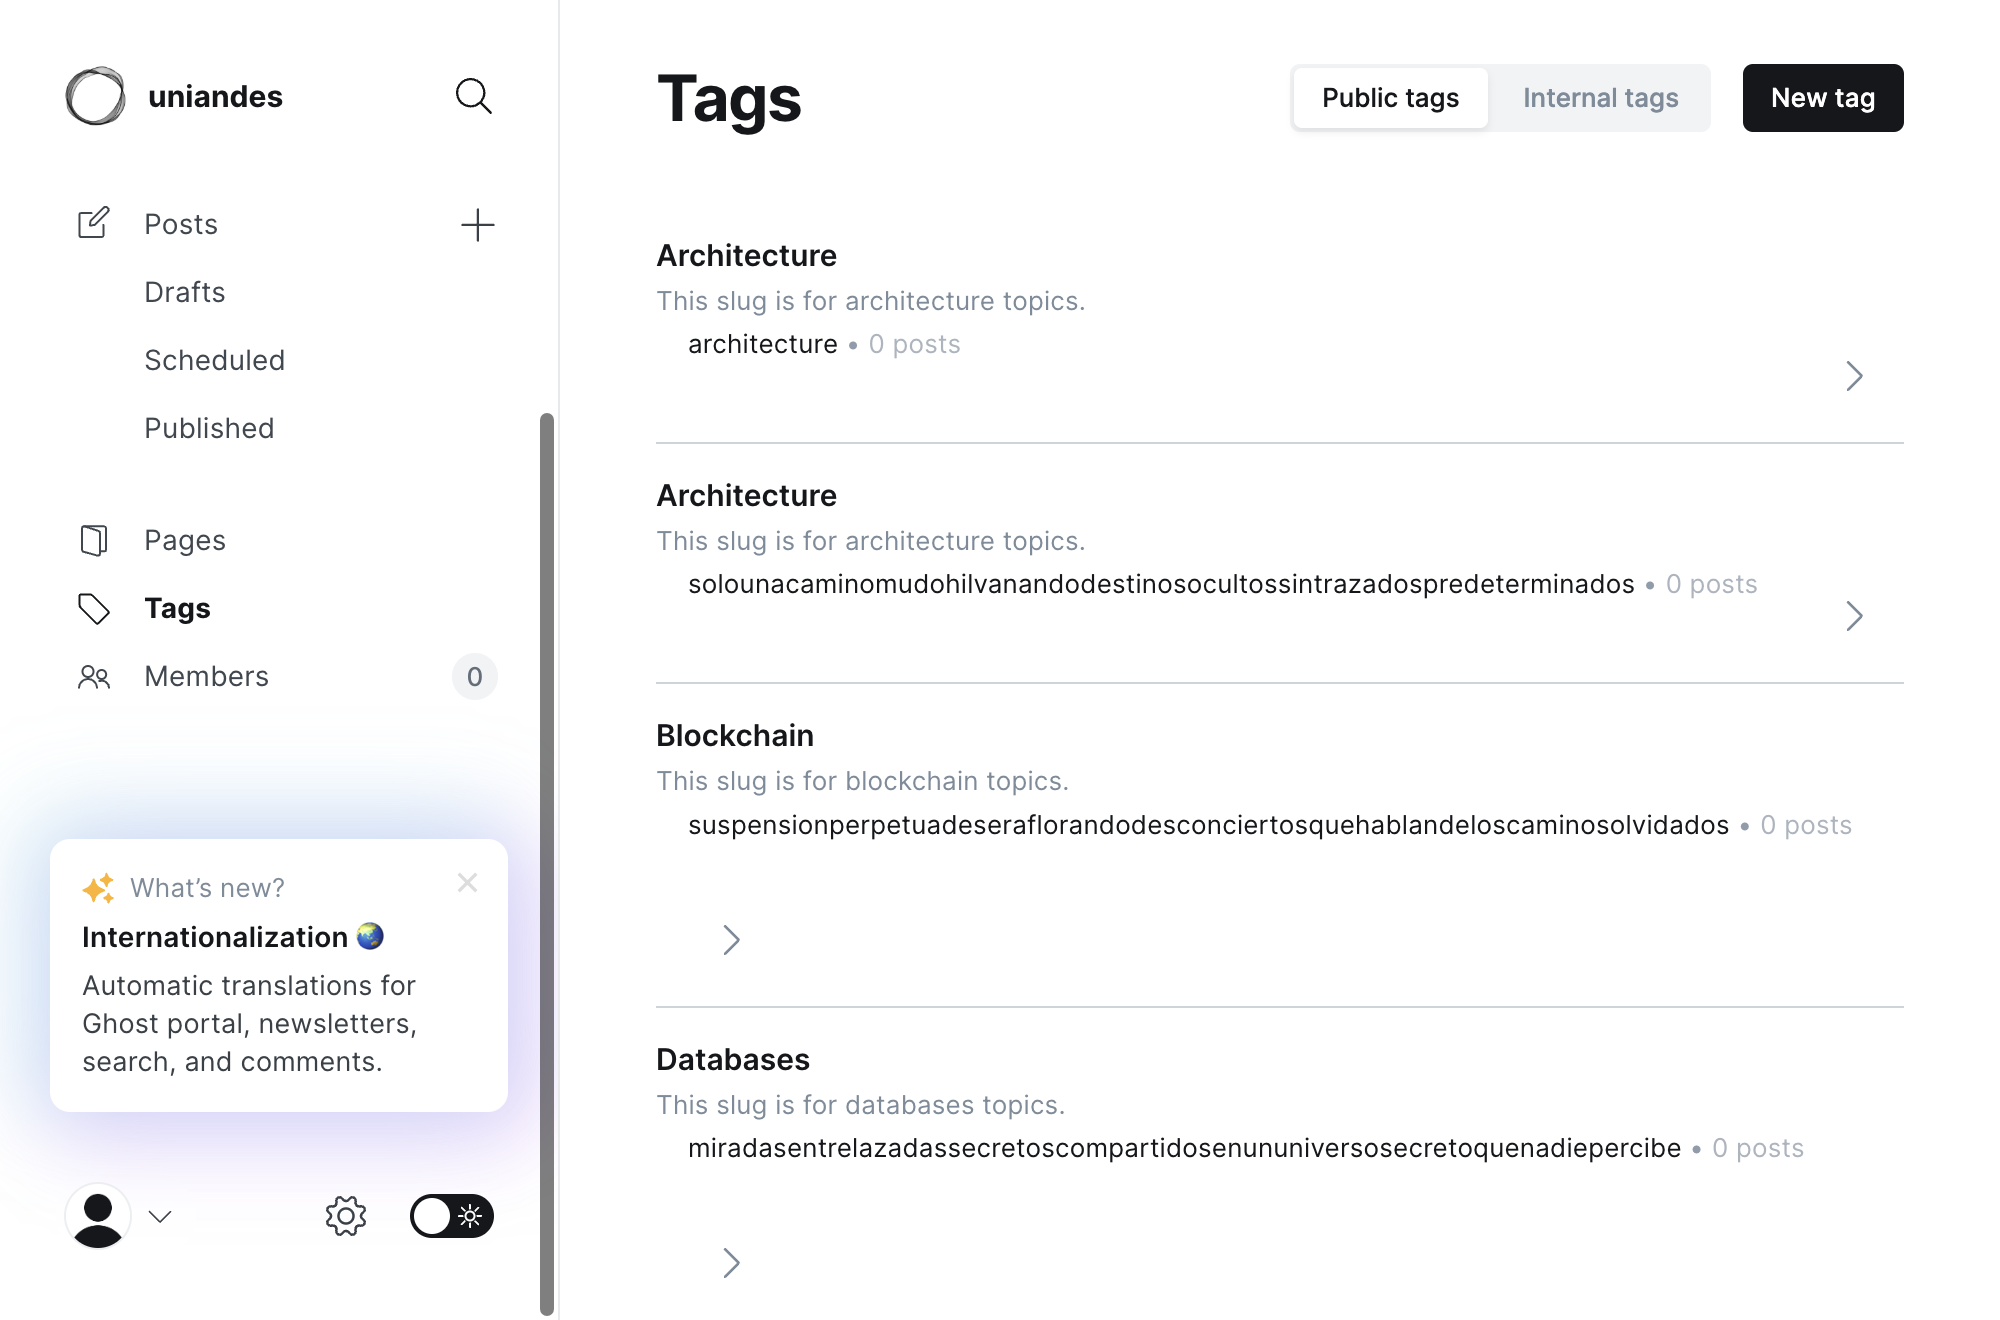 uniandes
Posts
Drafts
Scheduled
Published
Pages
Tags
Members 0
What’s new?
Internationalization 🌏
Automatic translations for
Ghost portal, newsletters,
search, and comments.
Tags
Public tags Internal tags New tag
Architecture
This slug is for architecture topics.
architecture • 0 posts
Architecture
This slug is for architecture topics.
solounacaminomudohilvanandodestinosocultossintrazadospredeterminados • 0 posts
Blockchain
This slug is for blockchain topics.
suspensionperpetuadeseraflorandodesconciertosquehablandeloscaminosolvidados • 0 posts
Databases
This slug is for databases topics.
miradasentrelazadassecretoscompartidosenununiversosecretoquenadiepercibe • 0 posts